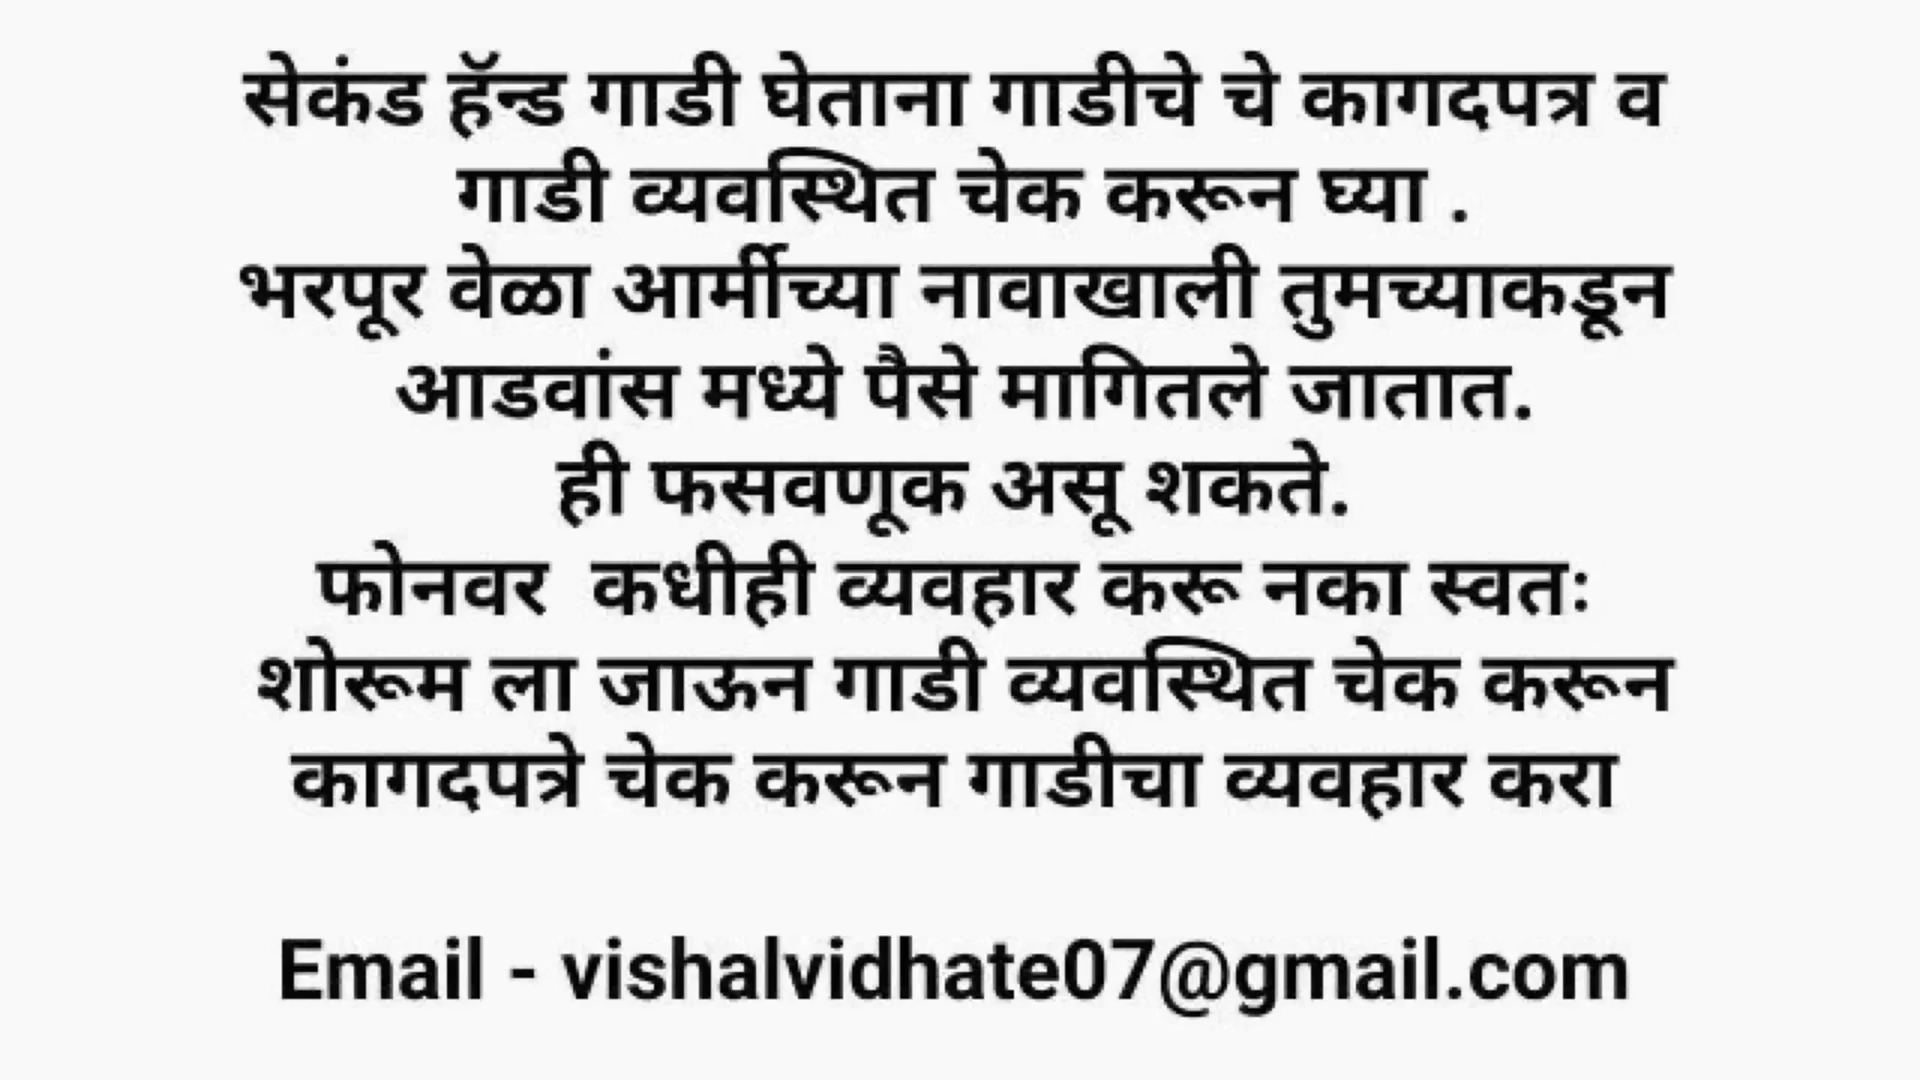 सेकंड हॅन्ड गाडी घेताना गाडीचे चे कागदपत्र व
गाडी व्यवस्थित चेक करून घ्या .
भरपूर वेळा आर्मीच्या नावाखाली तुमच्याकडून
आडवांस मध्ये पैसे मागितले जातात.
ही फसवणूक असू शकते.
फोनवर  कधीही व्यवहार करू नका स्वतः
शोरूम ला जाऊन गाडी व्यवस्थित चेक करून
कागदपत्रे चेक करून गाडीचा व्यवहार करा
Email - vishalvidhate07@gmail.com